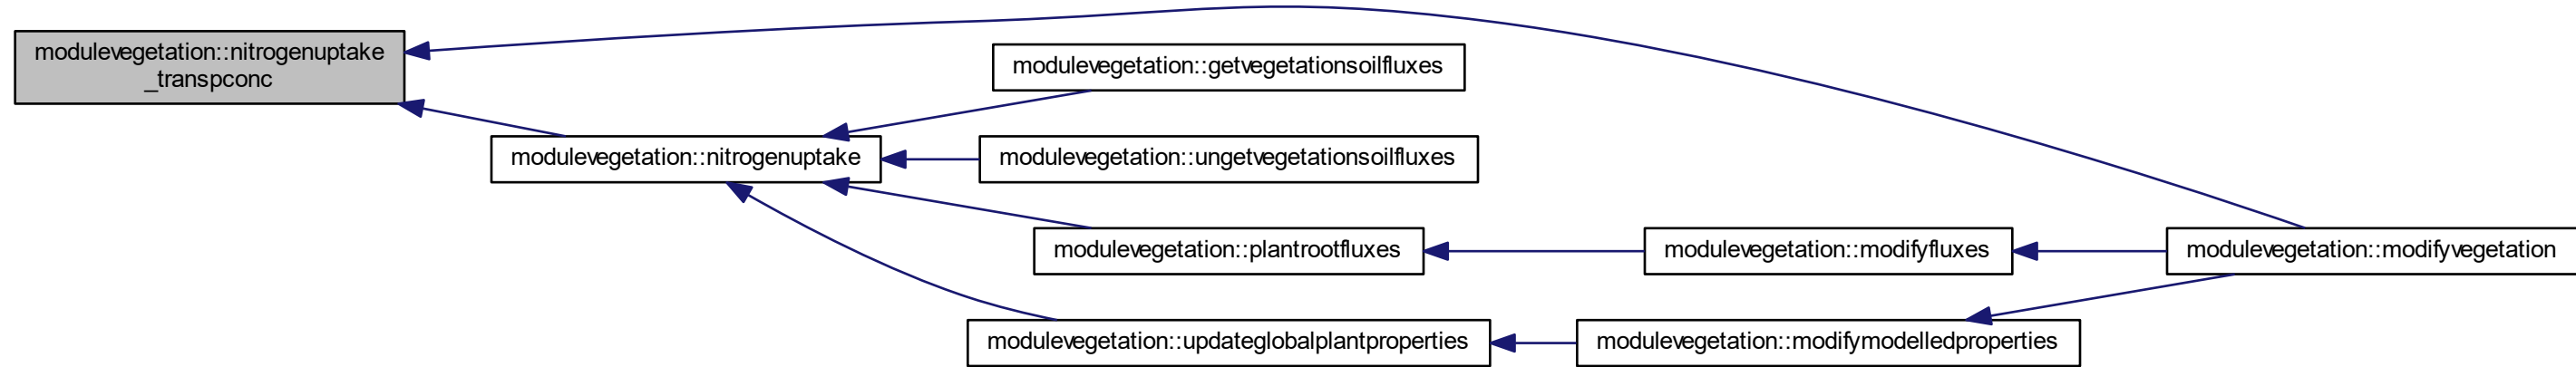 modulevegetation::nitrogenuptake
_transpconc
modulevegetation::getvegetationsoilfluxes
modulevegetation::nitrogenuptake
modulevegetation::ungetvegetationsoilfluxes
modulevegetation::plantrootfluxes
modulevegetation::modifyfluxes
modulevegetation::modifyvegetation
modulevegetation::updateglobalplantproperties
modulevegetation::modifymodelledproperties